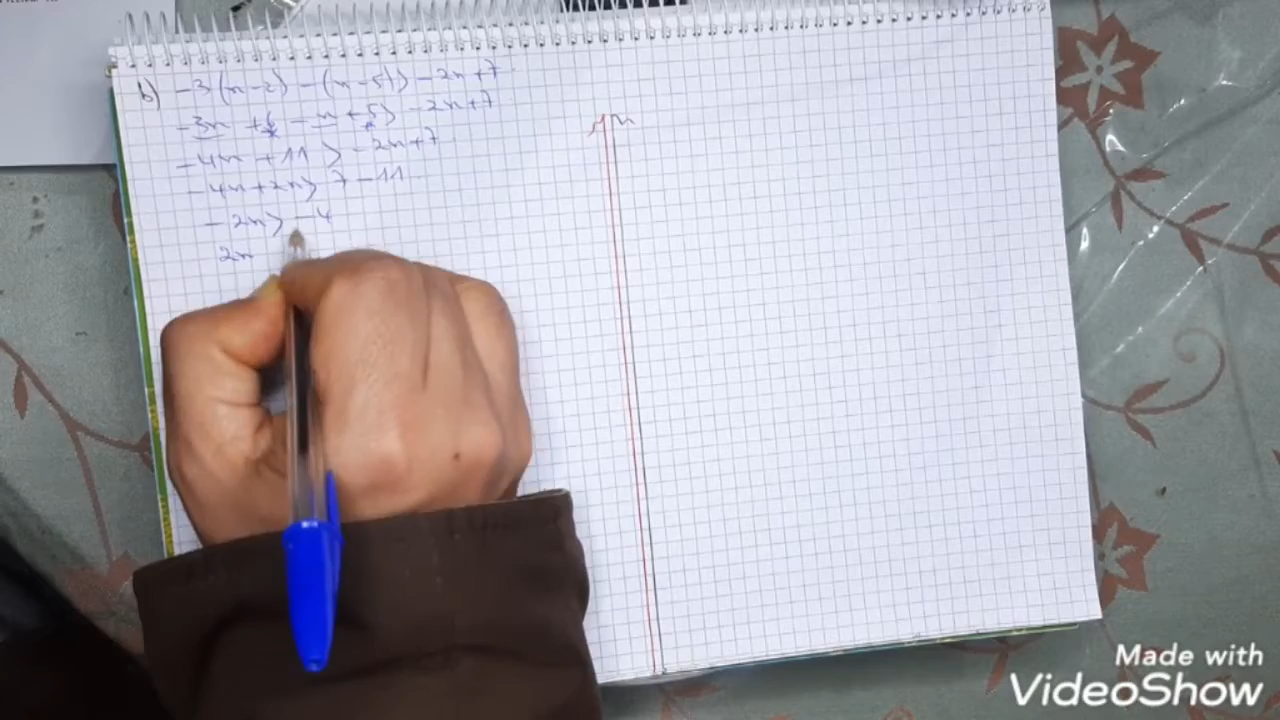 b) -3(x-2) -(x-5)> -2x+7
-3x +6 -x+5> -2x+7
-4x +11 > -2x+7
-4x+2x> 7-11
-2x> -4
2x
Made with
VideoShow